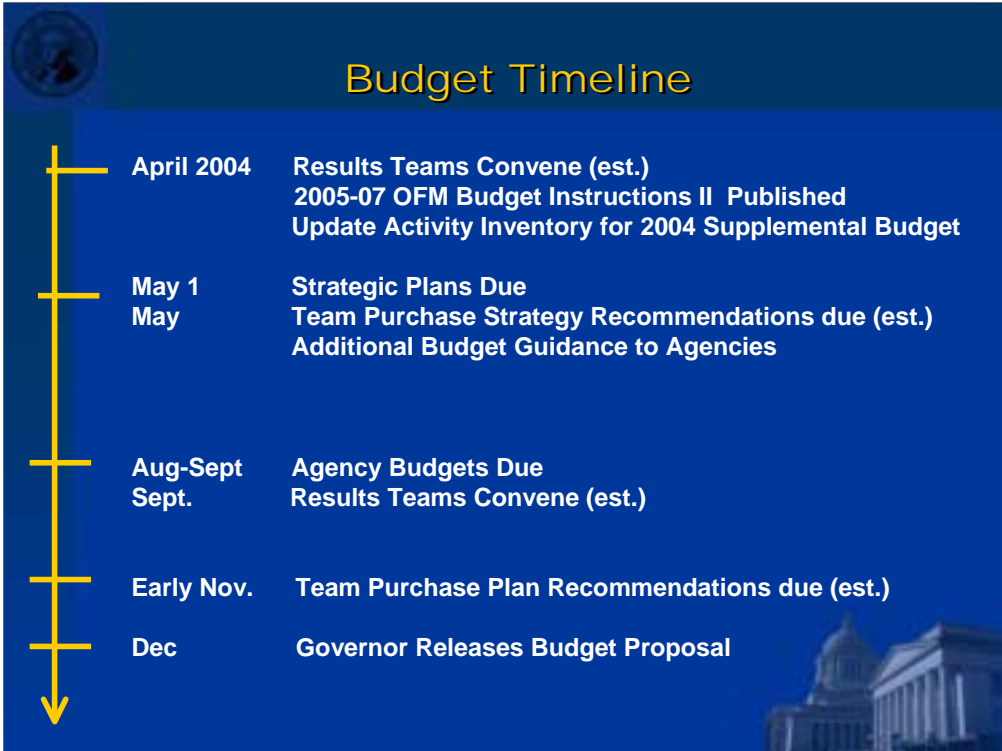 Budget Timeline
April 2004 Results Teams Convene (est.)
2005-07 OFM Budget Instructions II Published
Update Activity Inventory for 2004 Supplemental Budget
May 1 Strategic Plans Due
May Team Purchase Strategy Recommendations due (est.)
Additional Budget Guidance to Agencies
Aug-Sept Agency Budgets Due
Sept. Results Teams Convene (est.)
Early Nov. Team Purchase Plan Recommendations due (est.)
Dec Governor Releases Budget Proposal